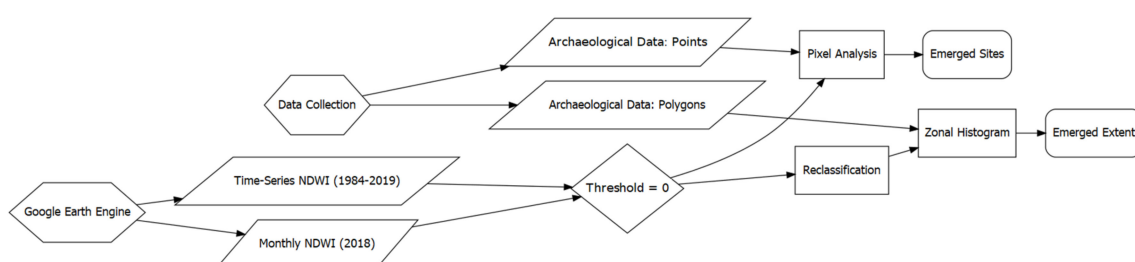 Archaeological Data: Points
Pixel Analysis
Emerged Sites
Data Collection
Archaeological Data: Polygons
Zonal Histogram
Emerged Extent
Time-Series NDWI (1984-2019)
Threshold = 0
Reclassification
Google Earth Engine
Monthly NDWI (2018)